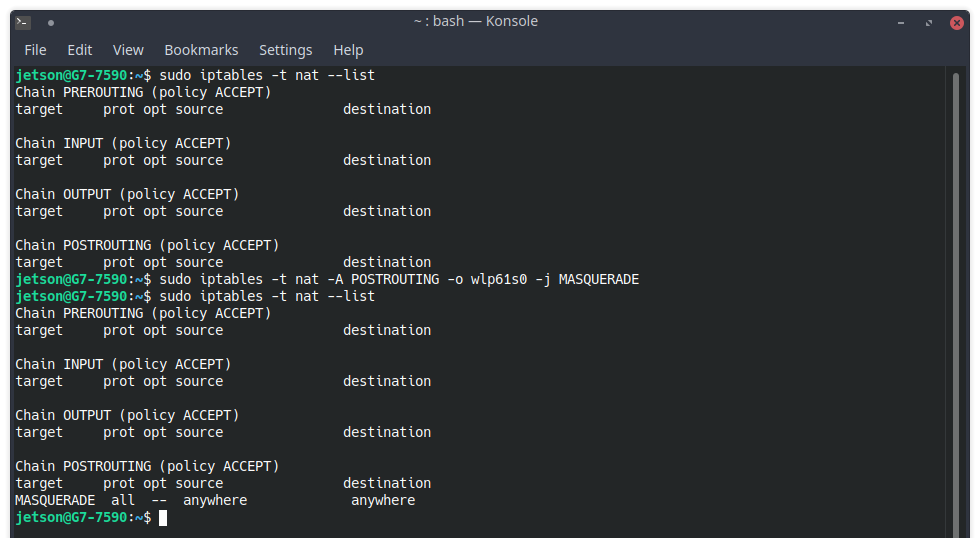 ~ : bash — Konsole
File Edit View Bookmarks Settings Help
jetson@G7-7590:~$ sudo iptables -t nat --list
Chain PREROUTING (policy ACCEPT)
target     prot opt source               destination
Chain INPUT (policy ACCEPT)
target     prot opt source               destination
Chain OUTPUT (policy ACCEPT)
target     prot opt source               destination
Chain POSTROUTING (policy ACCEPT)
target     prot opt source               destination
jetson@G7-7590:~$ sudo iptables -t nat -A POSTROUTING -o wlp61s0 -j MASQUERADE
jetson@G7-7590:~$ sudo iptables -t nat --list
Chain PREROUTING (policy ACCEPT)
target     prot opt source               destination
Chain INPUT (policy ACCEPT)
target     prot opt source               destination
Chain OUTPUT (policy ACCEPT)
target     prot opt source               destination
Chain POSTROUTING (policy ACCEPT)
target     prot opt source               destination
MASQUERADE  all  --  anywhere             anywhere
jetson@G7-7590:~$